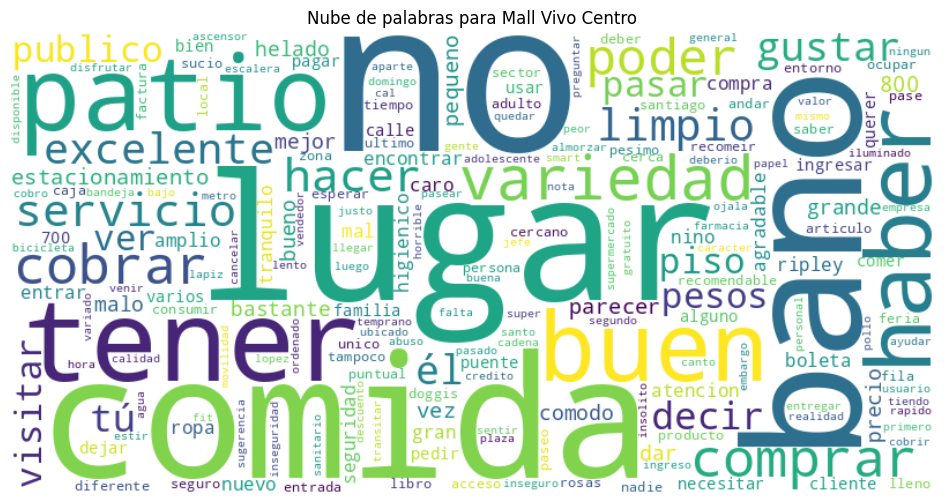 Nube de palabras para Mall Vivo Centro
ascensor
publico
bien
helado
no
poder
deber
general
gustar
ningun
sucio
escalera
pagar
disfrutar
patio
aparte
domingo
pequeno
preguntar
sector
usar
pasar
compra
entorno
ocupar
800
disponible
factura
local
cal
tiempo
adulto
quedar
santiago
andar
valor
mismo
saber
querer
pase
excelente
mejor
calle
ultimo
gente
peor
limpio
recomeir
pesimo
iluminado
zona
encontrar
adolescente
almorzar
smart
cerca
deberio
papel
ingresar
estacionamiento
hacer
caro
variedad
nota
cobro
bandeja
bajo
caja
metro
esperar
pasear
ojala
agradable
bano
haber
servicio
lugar
tranquilo
bueno
justo
higienico
horrible
vendedor
cercano
supermercado
gratuito
farmacia
grande
empresa
articulo
700
ver
amplio
cancelar
mal
llegar
jefe
caracter
nino
bicicleta
cobrar
lapiz
lento
luego
persona
buena
piso
ripley
comer
recomendable
entrar
venir
varios
consumir
malo
bastante
familia
falta
super
parecer
pesos
alguno
personal
pollo
feria
variado
tener
temprano
ubicado
abuso
santo
cadena
segundo
buen
ayudar
hora
calidad
movilidad
lopez
ordenado
unico
tampoco
pasado
credito
puente
canto
embargo
boleta
precio
fila
usuario
visitar
comida
él
puntual
doggis
sentir
atencion
entregar
realidad
tiendo
rapido
tú
agua
fit
ropa
seguridad
vez
comodo
insolito
decir
producto
primero
estir
sugerencia
inseguridad
sanitario
descuento
transitar
gran
plaza
paseo
cobrir
dejar
pedir
dar
ingreso
comprar
diferente
seguro
nuevo
entrada
libro
acceso
inseguro
rosas
nadie
necesitar
cliente
lleno